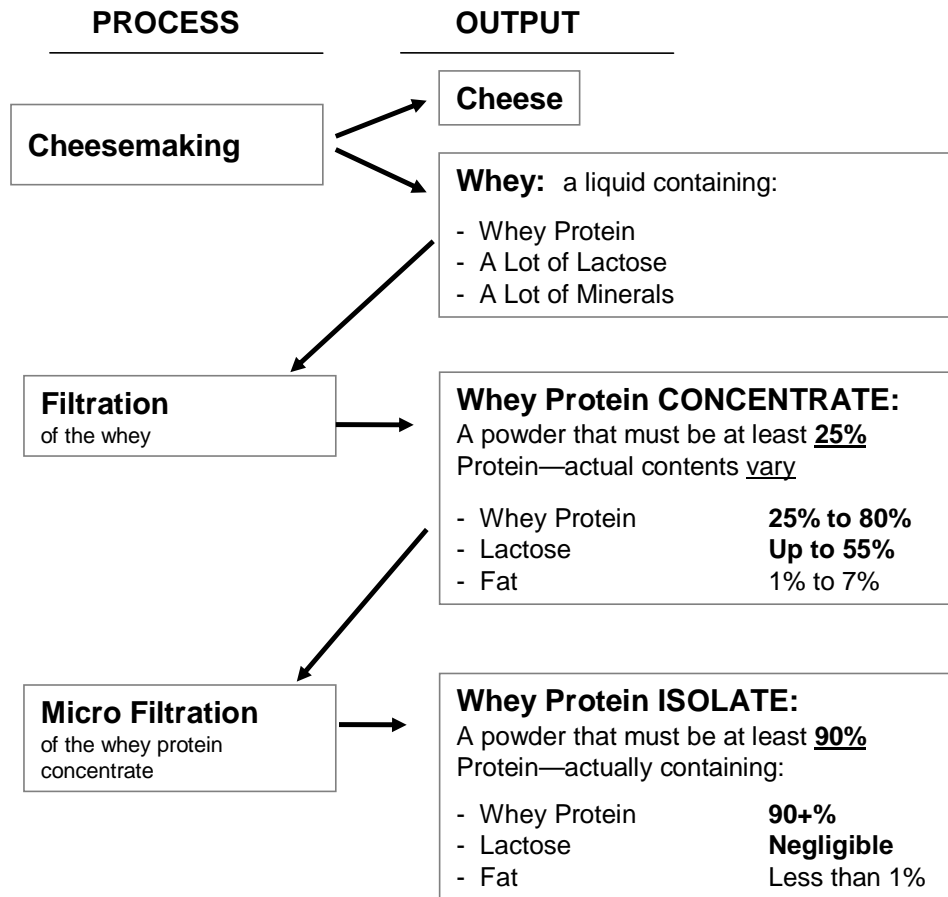 PROCESS
OUTPUT
Cheese
Cheesemaking
Whey: a liquid containing:
- Whey Protein
- A Lot of Lactose
- A Lot of Minerals
Filtration
of the whey
Whey Protein CONCENTRATE:
A powder that must be at least 25%
Protein—actual contents vary
- Whey Protein 25% to 80%
- Lactose Up to 55%
- Fat 1% to 7%
Micro Filtration
of the whey protein
concentrate
Whey Protein ISOLATE:
A powder that must be at least 90%
Protein—actually containing:
- Whey Protein 90+%
- Lactose Negligible
- Fat Less than 1%